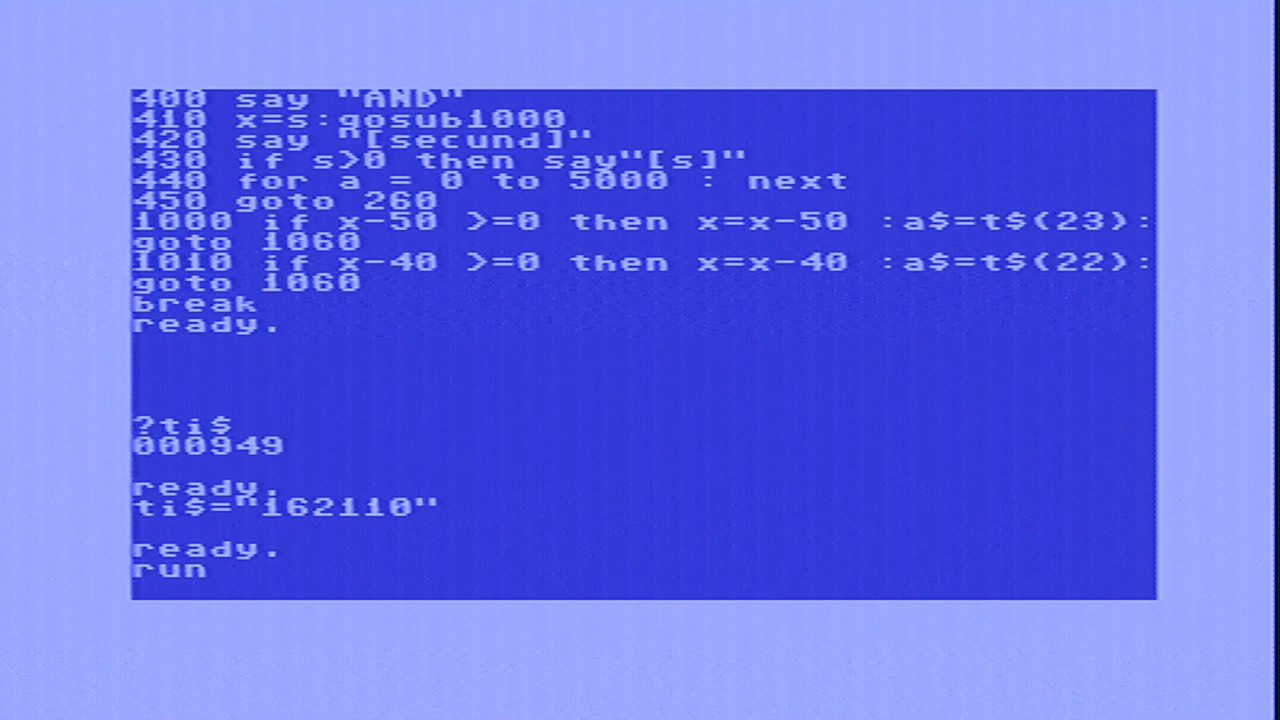 400 say "AND"
410 x=s:gosub1000
420 say "[secund]"
430 if s>0 then say"[s]"
440 for a = 0 to 5000 : next
450 goto 260
1000 if x-50 >=0 then x=x-50 :a$=t$(23):
goto 1060
1010 if x-40 >=0 then x=x-40 :a$=t$(22):
goto 1060
break
ready.
?ti$
000949
ready.
ti$="162110"
ready.
run